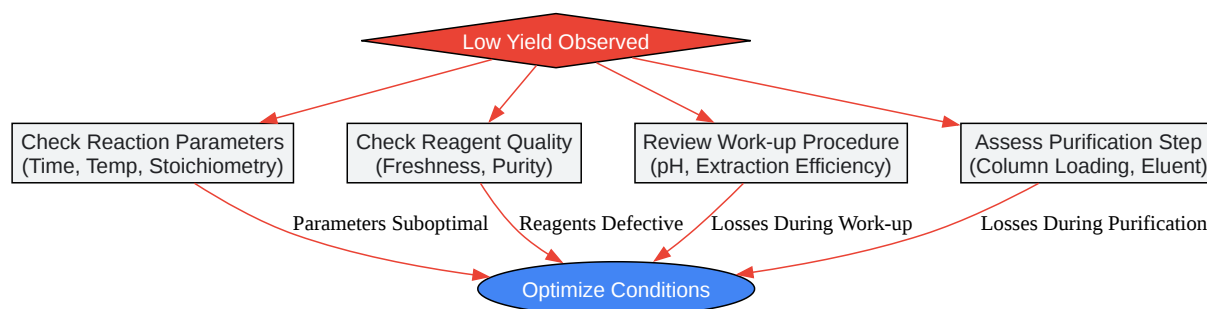 Low Yield Observed
Check Reaction Parameters
(Time, Temp, Stoichiometry)
Check Reagent Quality
(Freshness, Purity)
Review Work-up Procedure
(pH, Extraction Efficiency)
Assess Purification Step
(Column Loading, Eluent)
Parameters Suboptimal
Reagents Defective
Losses During Work-up
Losses During Purification
Optimize Conditions